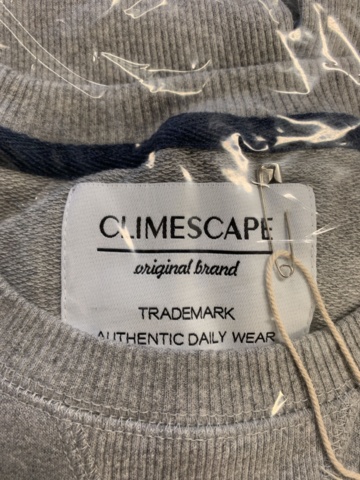 CLIMESCAPE
original brand
TRADEMARK
AUTHENTIC DAILY WEAR